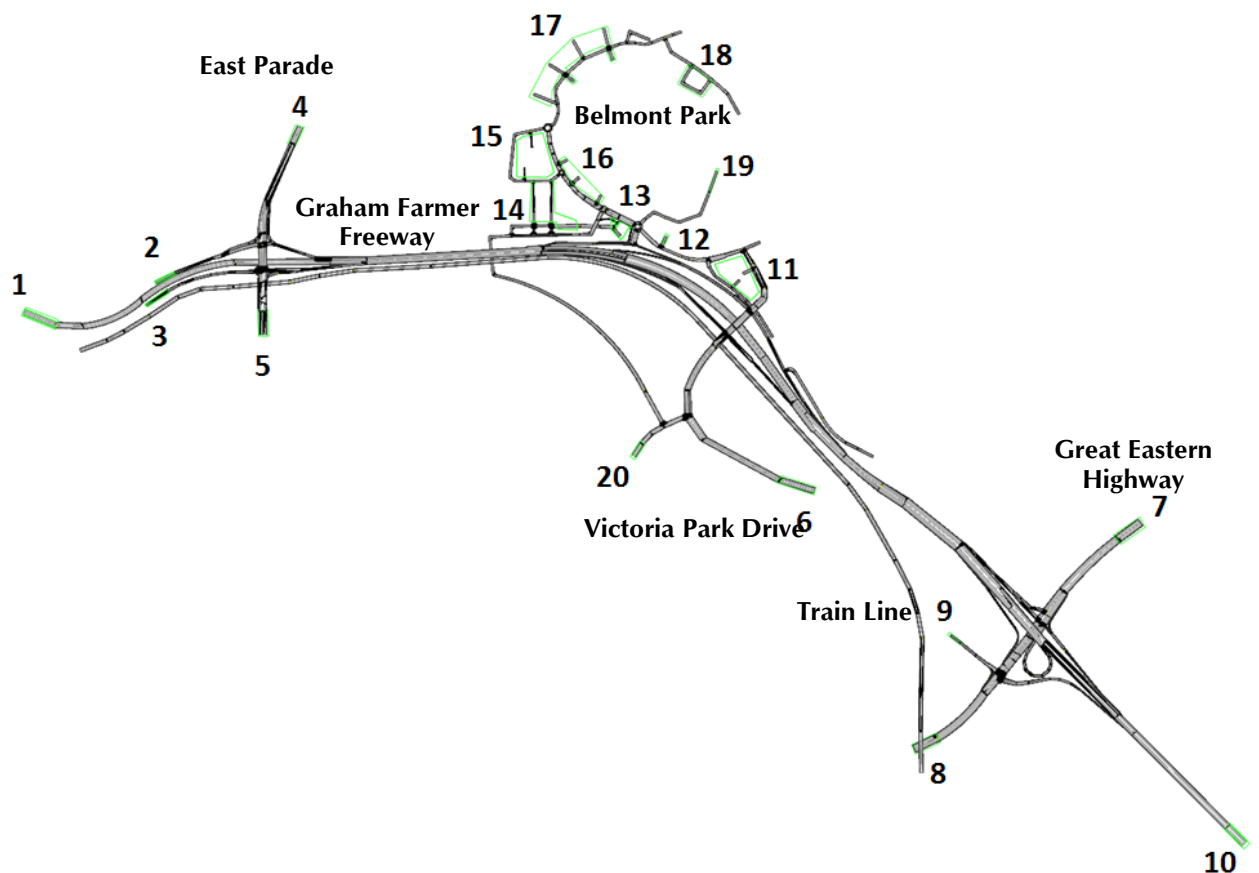 17
East Parade
18
4
Belmont Park
15
16
19
13
Graham Farmer
Freeway
14
2
12
11
1
3
5
Great Eastern
Highway
20
7
6
Victoria Park Drive
Train Line
9
8
10